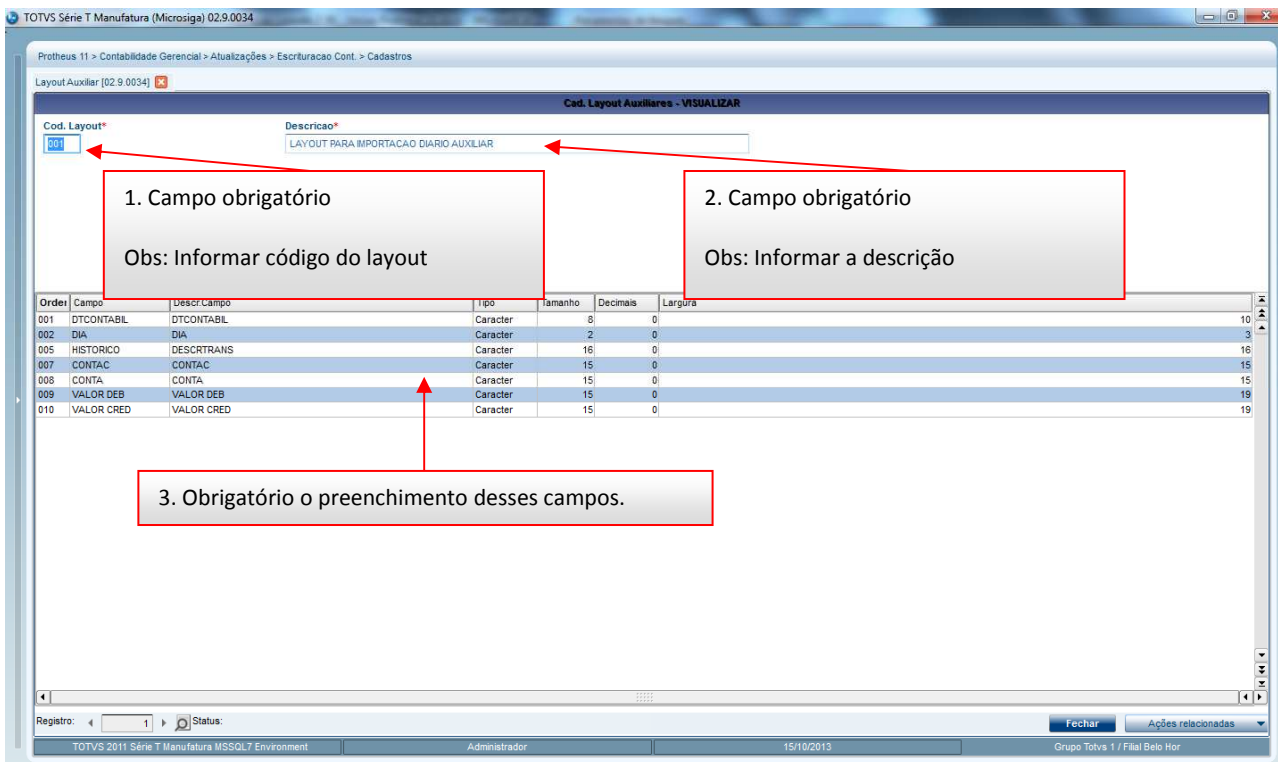 TOTVS Série T Manufatura (Microsiga) 02.9.0034
Protheus 11 > Contabilidade Gerencial > Atualizações > Escrituracao Cont. > Cadastros
Layout Auxiliar [02.9.0034]
Cad. Layout Auxiliares - VISUALIZAR
Cod. Layout* Descricao*
001 LAYOUT PARA IMPORTACAO DIARIO AUXILIAR
1. Campo obrigatório
Obs: Informar código do layout
2. Campo obrigatório
Obs: Informar a descrição
Order Campo Descr.Campo Tipo Tamanho Decimais Largura
001 DTCONTABIL DTCONTABIL Caracter 8 0 10
002 DIA DIA Caracter 2 0 3
005 HISTORICO DESCRTRANS Caracter 16 0 16
007 CONTAC CONTAC Caracter 15 0 15
008 CONTA CONTA Caracter 15 0 15
009 VALOR DEB VALOR DEB Caracter 15 0 19
010 VALOR CRED VALOR CRED Caracter 15 0 19
3. Obrigatório o preenchimento desses campos.
Registro: 1 Status: Fechar Ações relacionadas
TOTVS 2011 Série T Manufatura MSSQL7 Environment Administrador 15/10/2013 Grupo Totvs 1 / Filial Belo Hor